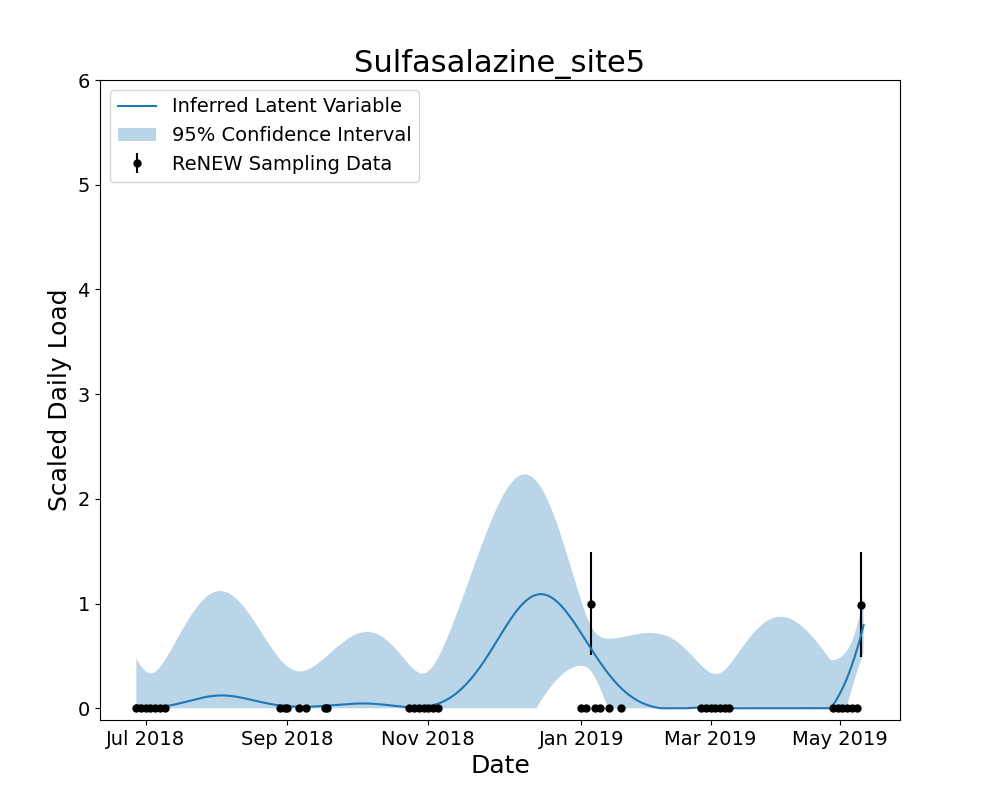 Sulfasalazine_site5
Inferred Latent Variable
95% Confidence Interval
ReNEW Sampling Data
Scaled Daily Load
6
5
4
3
2
1
0
Jul 2018
Sep 2018
Nov 2018
Jan 2019
Mar 2019
May 2019
Date